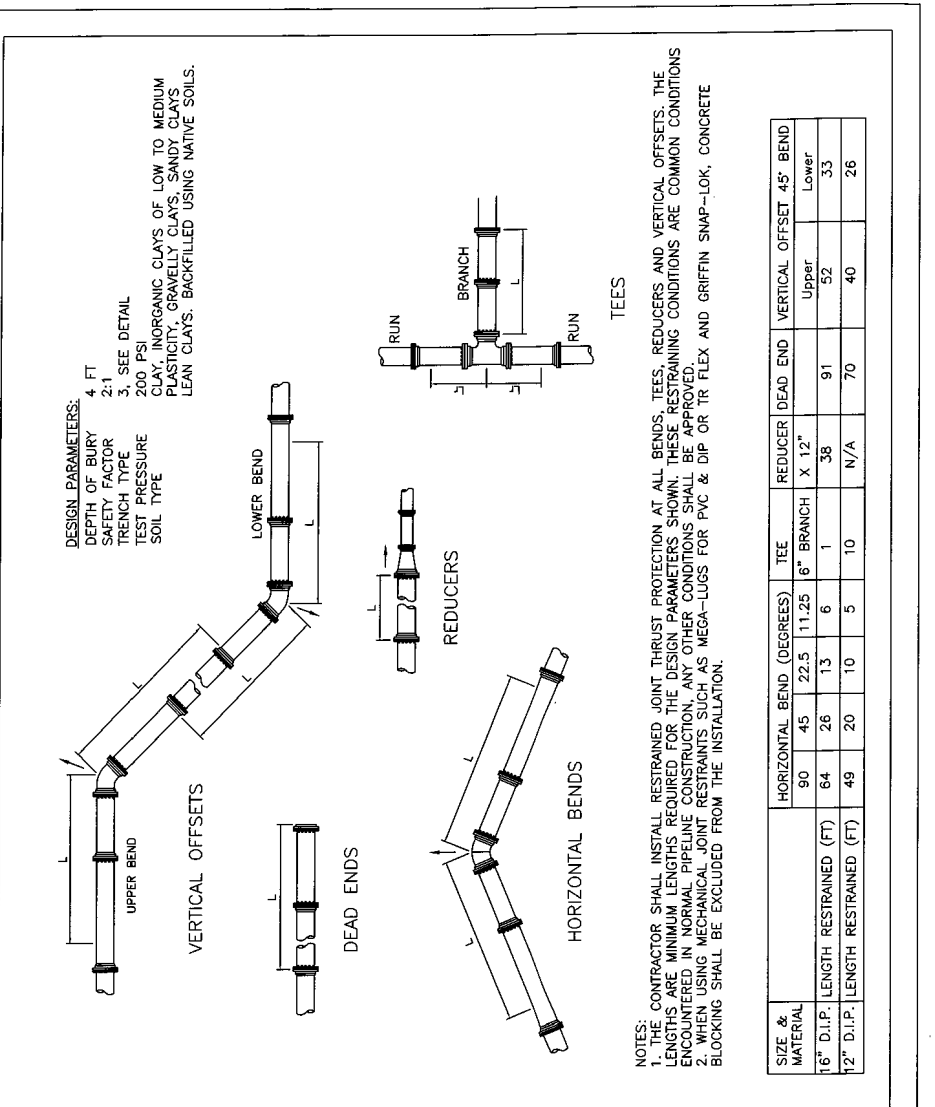 DESIGN PARAMETERS:
DEPTH OF BURY 4 FT
SAFETY FACTOR 2:1
TRENCH TYPE 3, SEE DETAIL
TEST PRESSURE 200 PSI
SOIL TYPE CLAY, INORGANIC CLAYS OF LOW TO MEDIUM
PLASTICITY, GRAVELLY CLAYS, SANDY CLAYS
LEAN CLAYS. BACKFILLED USING NATIVE SOILS.
L
UPPER BEND
L
L
LOWER BEND
L
VERTICAL OFFSETS
L
DEAD ENDS
L
REDUCERS
RUN
BRANCH
L
L
L
RUN
TEES
L
L
HORIZONTAL BENDS
NOTES:
1. THE CONTRACTOR SHALL INSTALL RESTRAINED JOINT THRUST PROTECTION AT ALL BENDS, TEES, REDUCERS AND VERTICAL OFFSETS. THE
LENGTHS ARE MINIMUM LENGTHS REQUIRED FOR THE DESIGN PARAMETERS SHOWN. THESE RESTRAINING CONDITIONS ARE COMMON CONDITIONS
ENCOUNTERED IN NORMAL PIPELINE CONSTRUCTION, ANY OTHER CONDITIONS SHALL BE APPROVED.
2. WHEN USING MECHANICAL JOINT RESTRAINTS SUCH AS MEGA-LUGS FOR PVC & DIP OR TR FLEX AND GRIFFIN SNAP-LOK, CONCRETE
BLOCKING SHALL BE EXCLUDED FROM THE INSTALLATION.
SIZE & MATERIAL HORIZONTAL BEND (DEGREES) TEE REDUCER DEAD END VERTICAL OFFSET 45° BEND
90 45 22.5 11.25 6" BRANCH X 12" Upper Lower
16" D.I.P. LENGTH RESTRAINED (FT) 64 26 13 6 1 38 91 52 33
12" D.I.P. LENGTH RESTRAINED (FT) 49 20 10 5 10 N/A 70 40 26